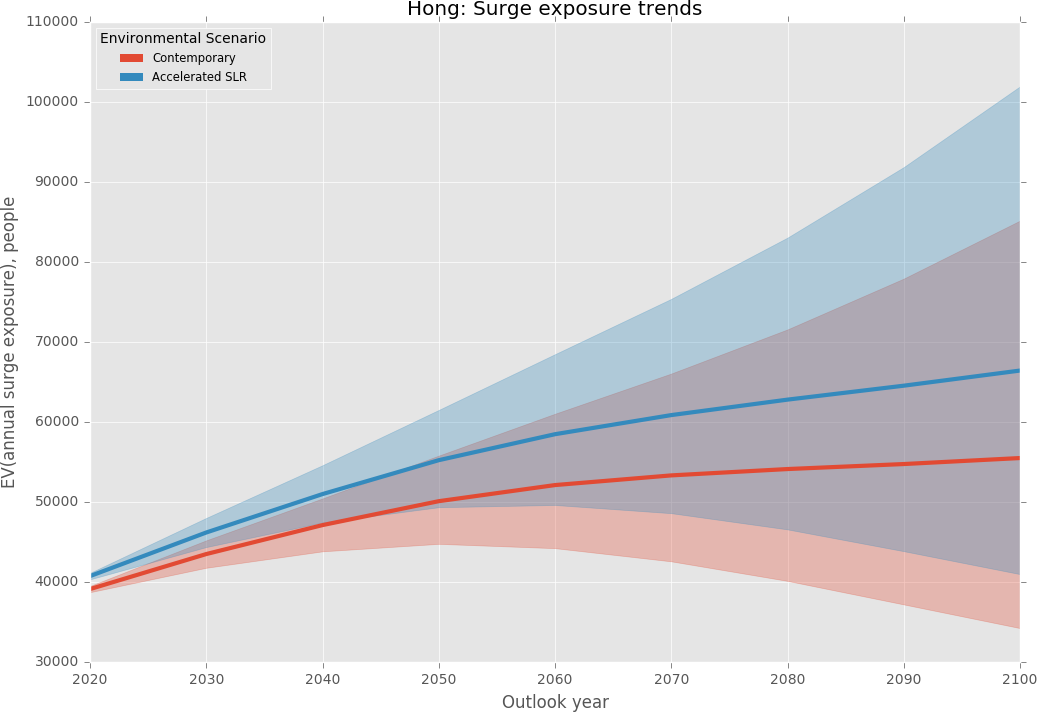 Hong: Surge exposure trends
Environmental Scenario
Contemporary
Accelerated SLR
EV(annual surge exposure), people
110000
100000
90000
80000
70000
60000
50000
40000
30000
2020 2030 2040 2050 2060 2070 2080 2090 2100
Outlook year